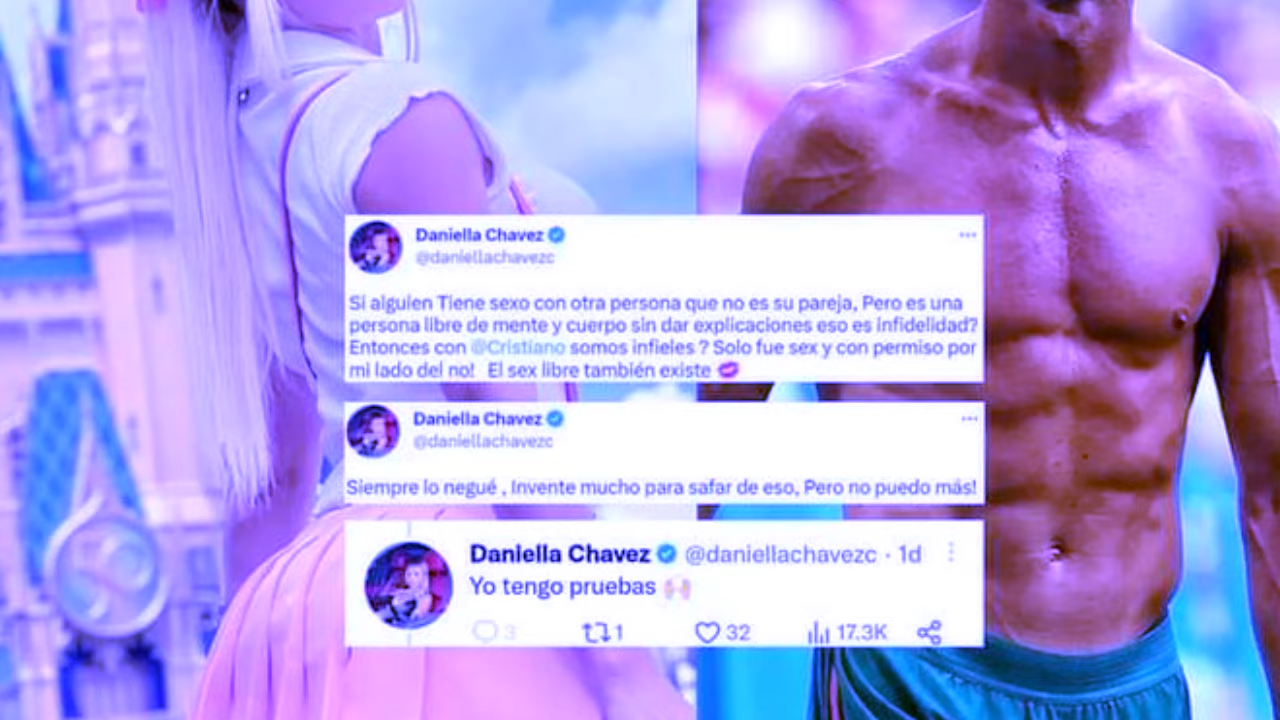 Daniella Chavez
@daniellachavezc
Si alguien Tiene sexo con otra persona que no es su pareja, Pero es una
persona libre de mente y cuerpo sin dar explicaciones eso es infidelidad?
Entonces con @Cristiano somos infieles ? Solo fue sex y con permiso por
mi lado del no! El sex libre también existe 💋
Daniella Chavez
@daniellachavezc
Siempre lo negué , Invente mucho para safar de eso, Pero no puedo más!
Daniella Chavez @daniellachavezc · 1d
Yo tengo pruebas 🙌🏻
3 1 32 17.3K